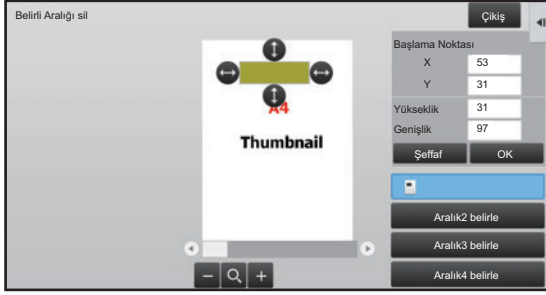 Belirli Aralığı sil
Çıkış
Başlama Noktası
X 53
Y 31
Yükseklik 31
Genişlik 97
Şeffaf OK
A4
Thumbnail
Aralık2 belirle
Aralık3 belirle
Aralık4 belirle